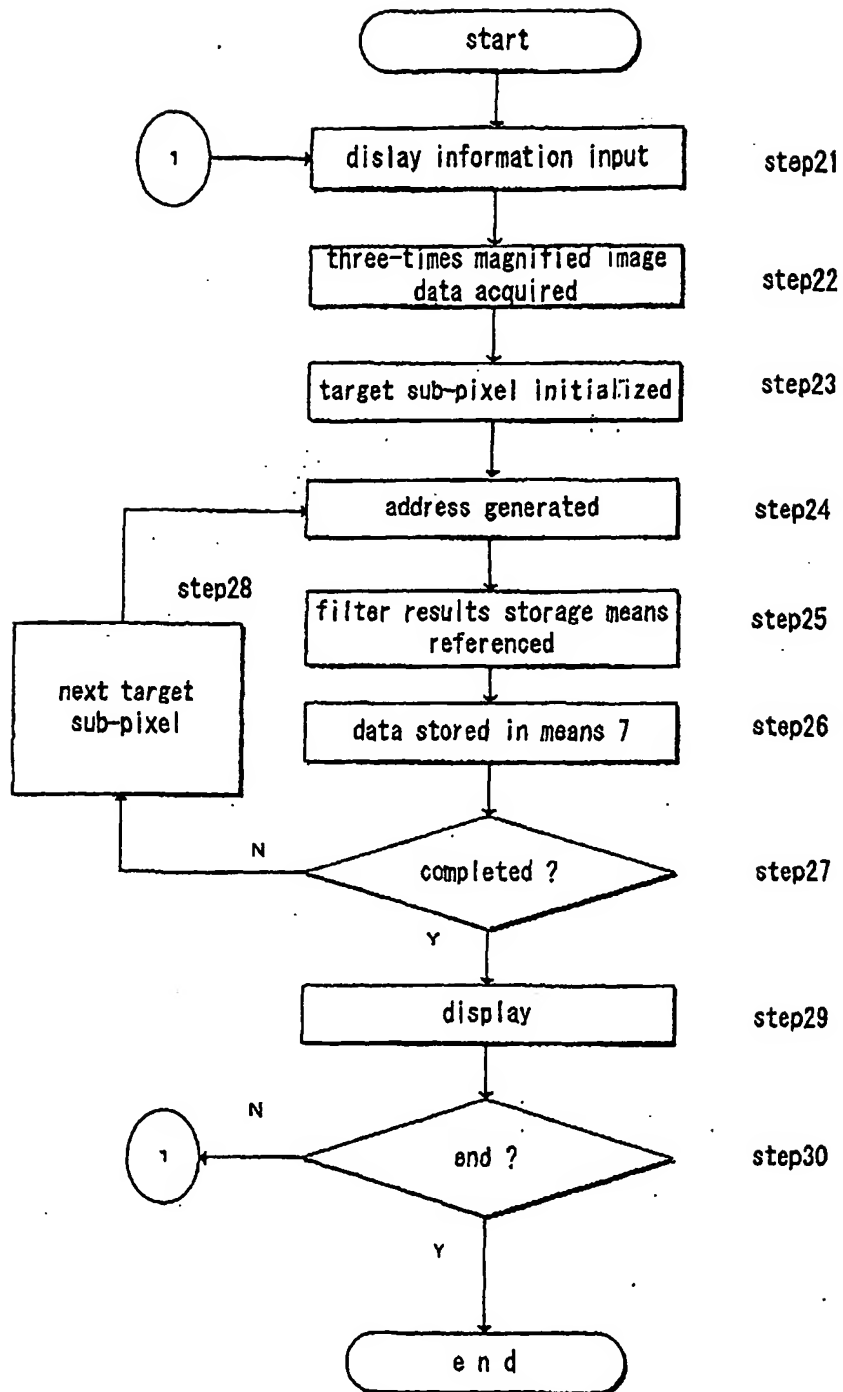 start
1
dislay information input
step21
three-times magnified image
data acquired
step22
target sub-pixel initialized
step23
address generated
step24
step28
filter results storage means
referenced
step25
next target
sub-pixel
data stored in means 7
step26
N
completed ?
step27
Y
display
step29
N
1
end ?
step30
Y
end